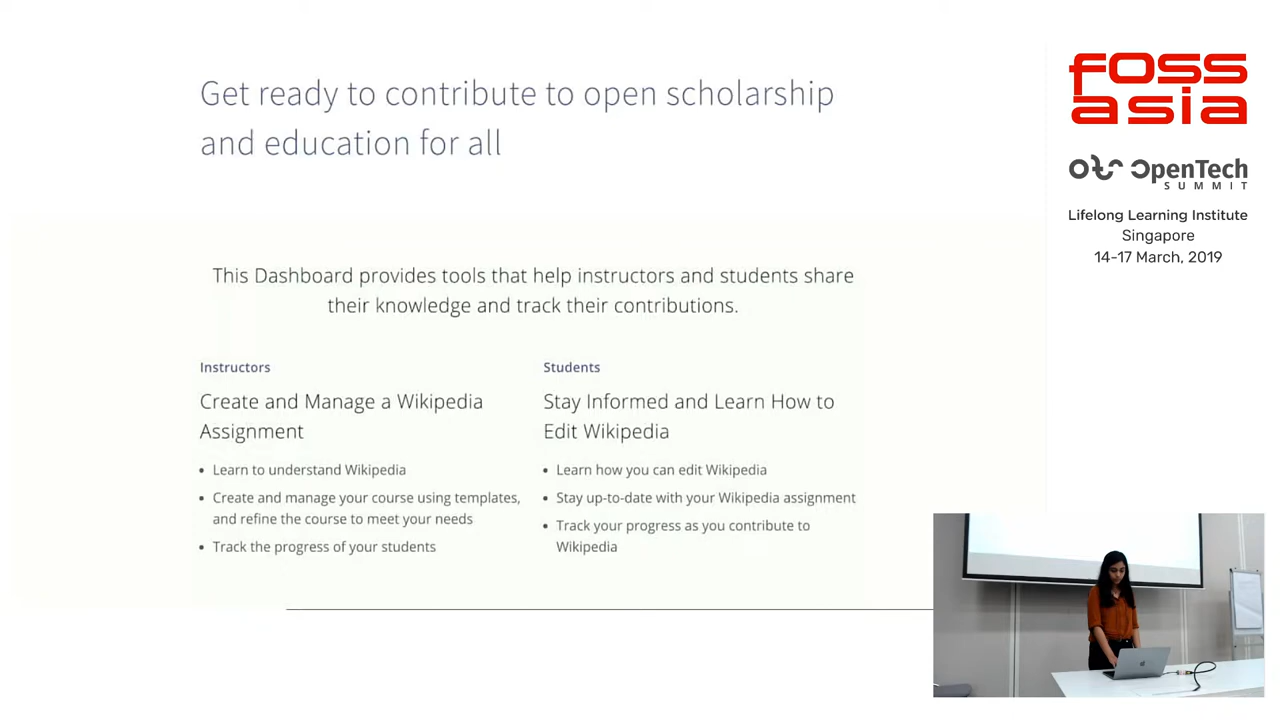 Get ready to contribute to open scholarship
and education for all
This Dashboard provides tools that help instructors and students share
their knowledge and track their contributions.
Instructors
Create and Manage a Wikipedia
Assignment
• Learn to understand Wikipedia
• Create and manage your course using templates,
and refine the course to meet your needs
• Track the progress of your students
Students
Stay Informed and Learn How to
Edit Wikipedia
• Learn how you can edit Wikipedia
• Stay up-to-date with your Wikipedia assignment
• Track your progress as you contribute to
Wikipedia
FOSS
asia
OTS OpenTech
SUMMIT
Lifelong Learning Institute
Singapore
14-17 March, 2019